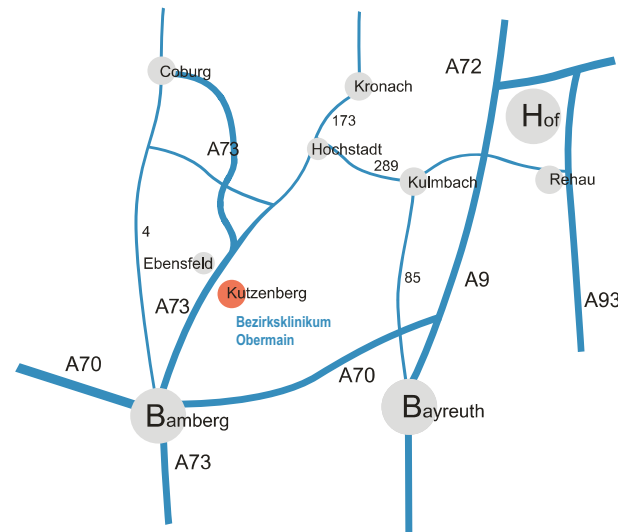 A72
Coburg
Kronach
Hof
173
A73
Hochstadt
289
Kulmbach
Rehau
4
Ebensfeld
A9
85
Kutzenberg
A73
A93
Bezirksklinikum
Obermain
A70
A70
Bamberg
Bayreuth
A73